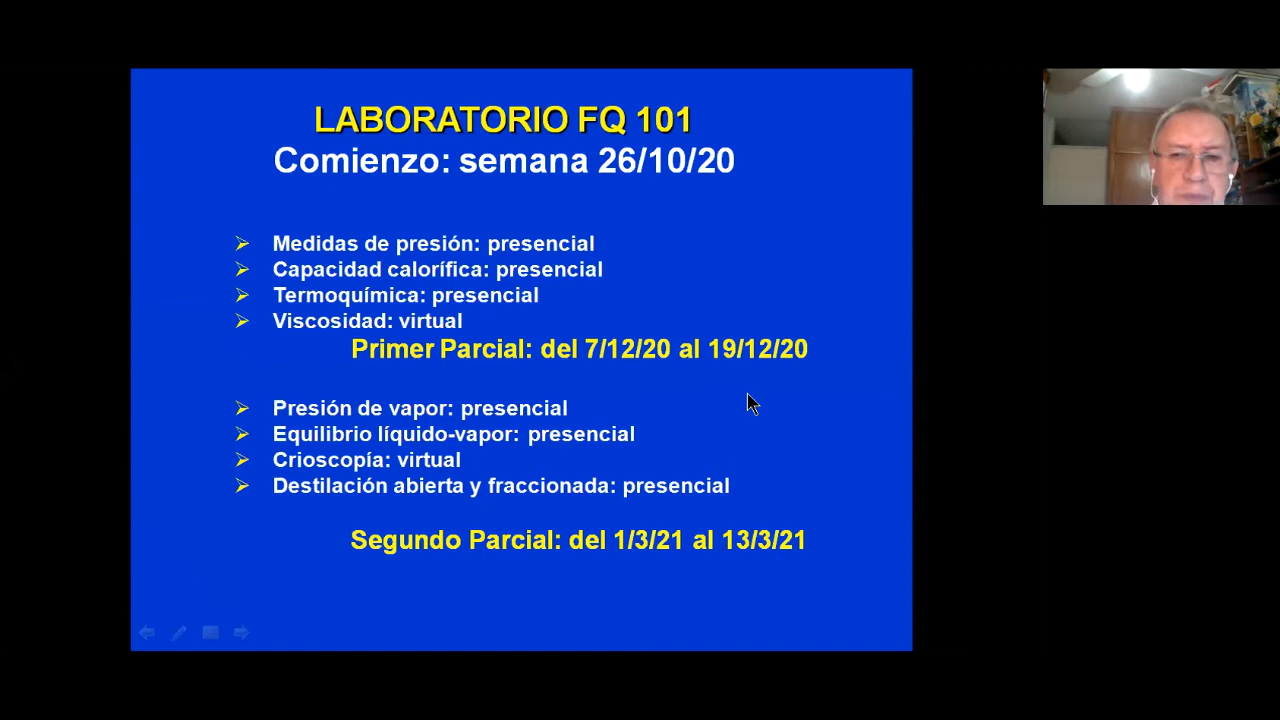 LABORATORIO FQ 101
Comienzo: semana 26/10/20
Medidas de presión: presencial
Capacidad calorífica: presencial
Termoquímica: presencial
Viscosidad: virtual
Primer Parcial: del 7/12/20 al 19/12/20
Presión de vapor: presencial
Equilibrio líquido-vapor: presencial
Crioscopía: virtual
Destilación abierta y fraccionada: presencial
Segundo Parcial: del 1/3/21 al 13/3/21